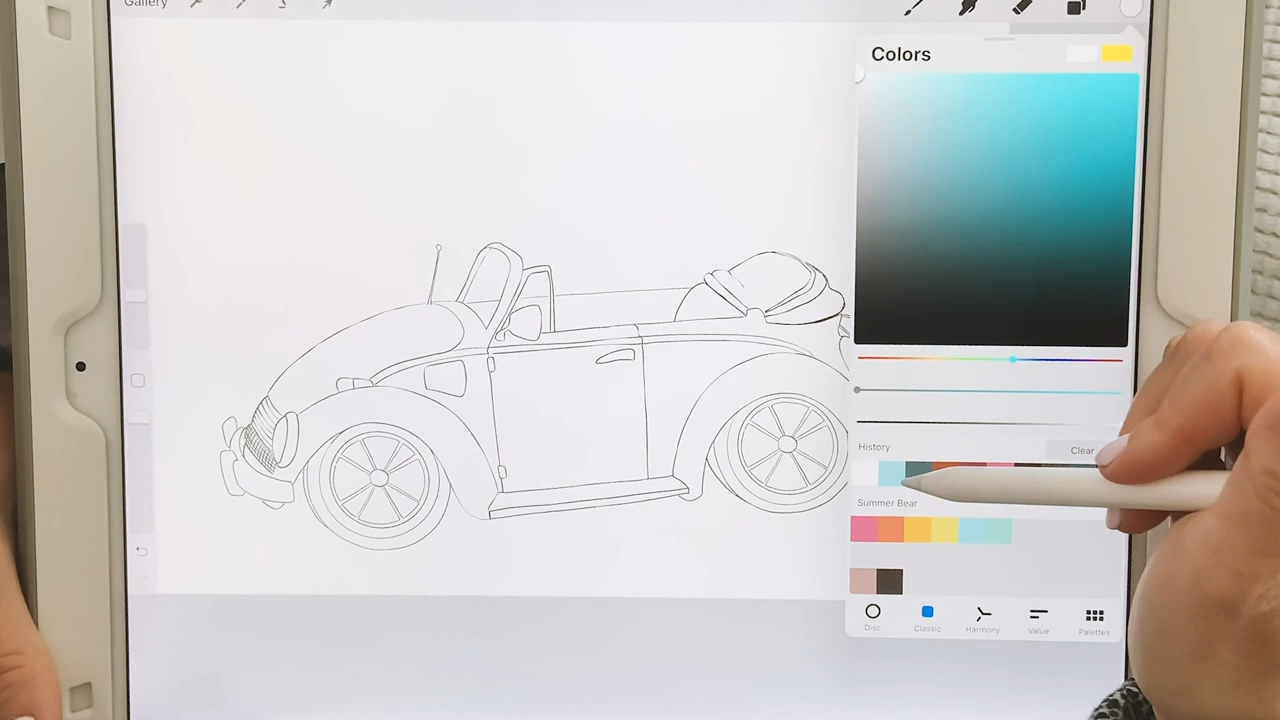 Gallery
Colors
History
Clear
Summer Bear
Disc
Classic
Harmony
Value
Palettes